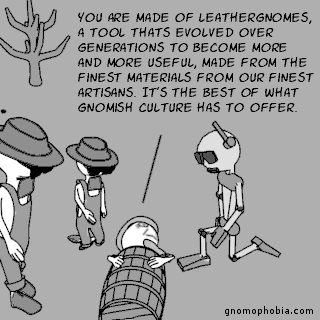 YOU ARE MADE OF LEATHERGNOMES,
A TOOL THATS EVOLVED OVER
GENERATIONS TO BECOME MORE
AND MORE USEFUL, MADE FROM THE
FINEST MATERIALS FROM OUR FINEST
ARTISANS. IT'S THE BEST OF WHAT
GNOMISH CULTURE HAS TO OFFER.
gnomophobia.com